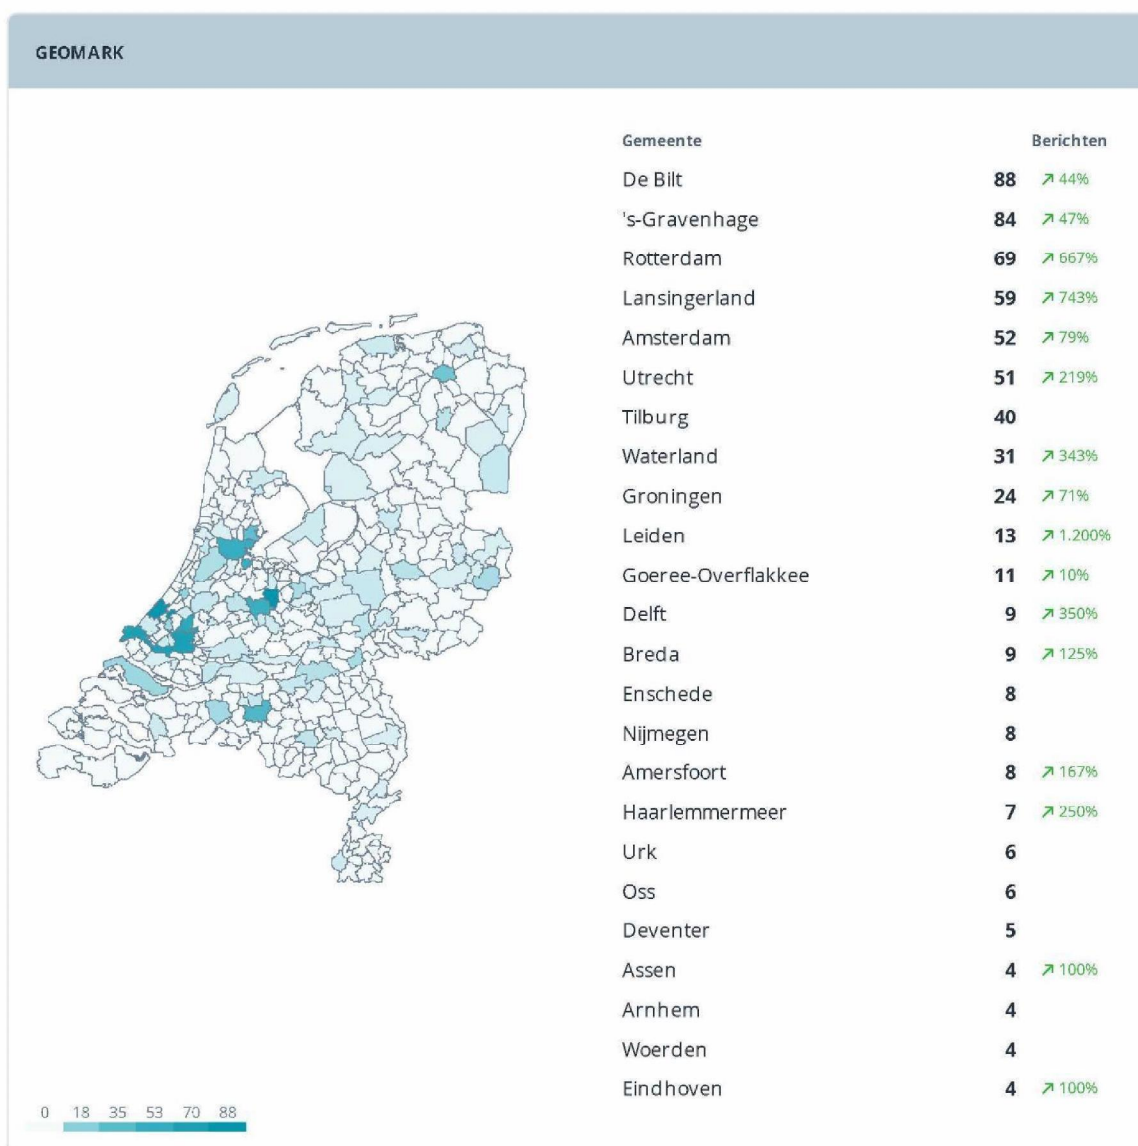 GEOMARK
Gemeente Berichten
De Bilt 88 ↗ 44%
's-Gravenhage 84 ↗ 47%
Rotterdam 69 ↗ 667%
Lansingerland 59 ↗ 743%
Amsterdam 52 ↗ 79%
Utrecht 51 ↗ 219%
Tilburg 40
Waterland 31 ↗ 343%
Groningen 24 ↗ 71%
Leiden 13 ↗ 1.200%
Goeree-Overflakkee 11 ↗ 10%
Delft 9 ↗ 350%
Breda 9 ↗ 125%
Enschede 8
Nijmegen 8
Amersfoort 8 ↗ 167%
Haarlemmermeer 7 ↗ 250%
Urk 6
Oss 6
Deventer 5
Assen 4 ↗ 100%
Arnhem 4
Woerden 4
Eindhoven 4 ↗ 100%
0 18 35 53 70 88